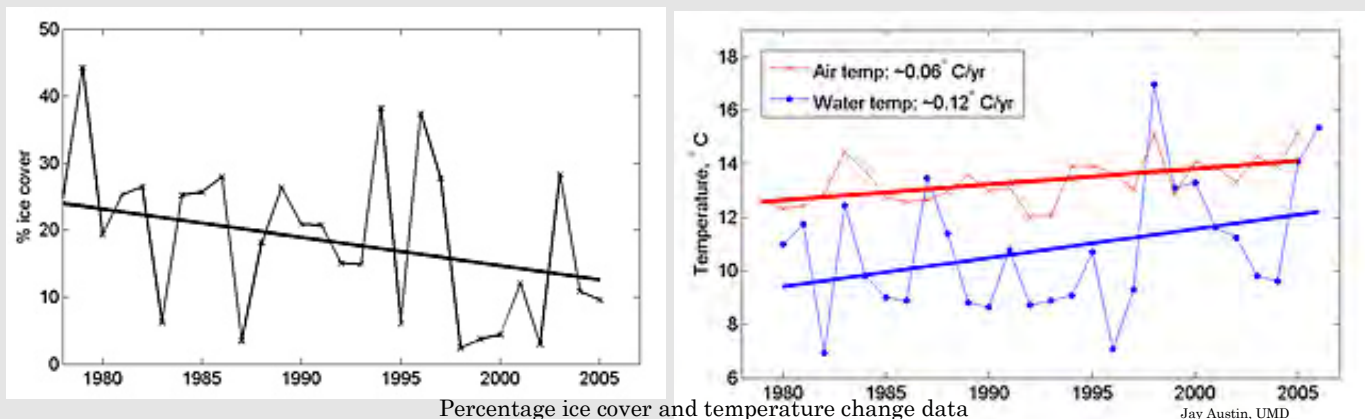 50
40
30
20
10
0
% ice cover
1980 1985 1990 1995 2000 2005
18
16
14
12
10
8
6
Temperature, ° C
Air temp: ~0.06° C/yr
Water temp: ~0.12° C/yr
1980 1985 1990 1995 2000 2005
Percentage ice cover and temperature change data
Jay Austin, UMD